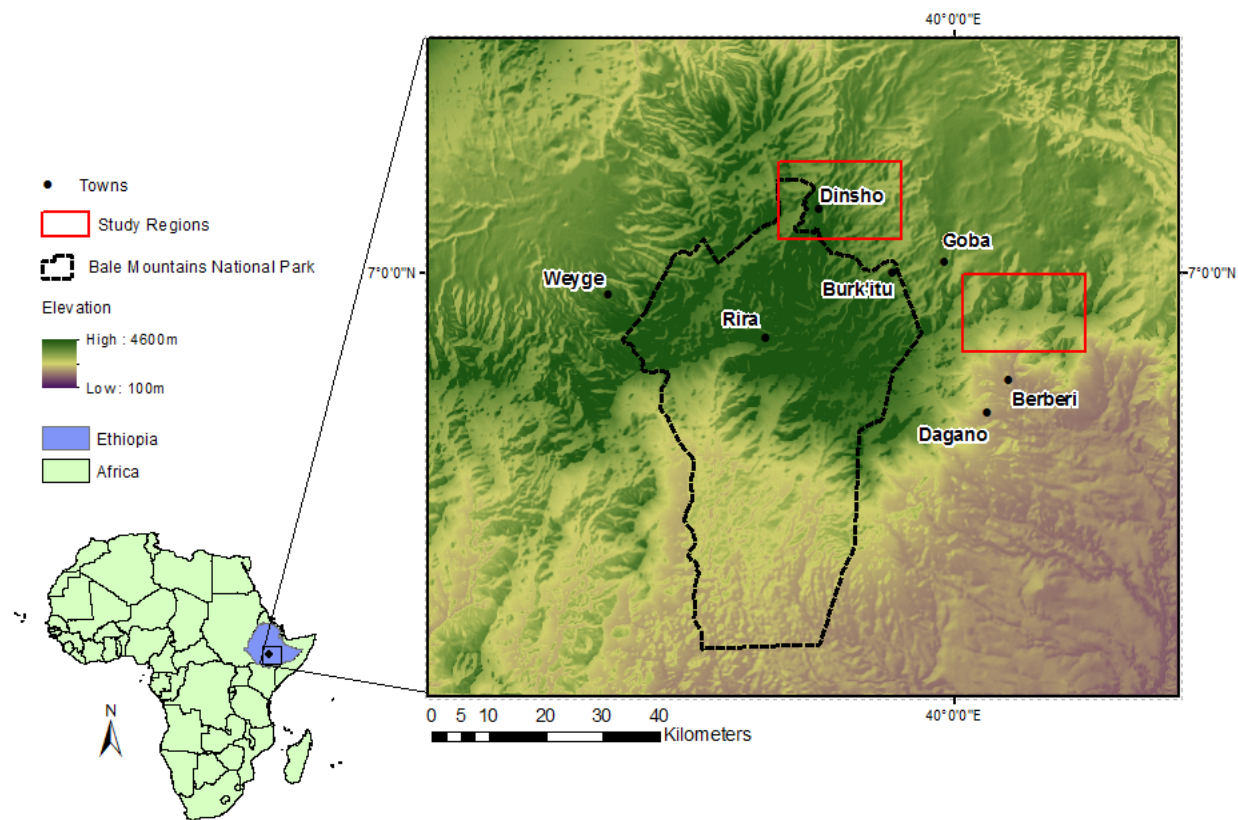 40°0'0"E
Towns
Study Regions
Bale Mountains National Park
Elevation
High : 4600m
Low : 100m
Ethiopia
Africa
N
7°0'0"N
7°0'0"N
Dinsho
Goba
Weyge
Burk'itu
Rira
Berberi
Dagano
0 5 10 20 30 40
Kilometers
40°0'0"E